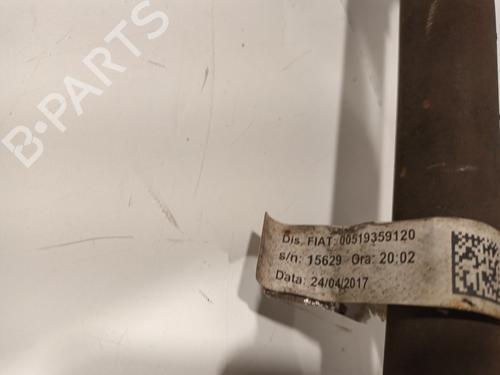 B-PARTS
Dis. FIAT: 00519359120
s/n: 15629 Ora: 20:02
Data: 24/04/2017